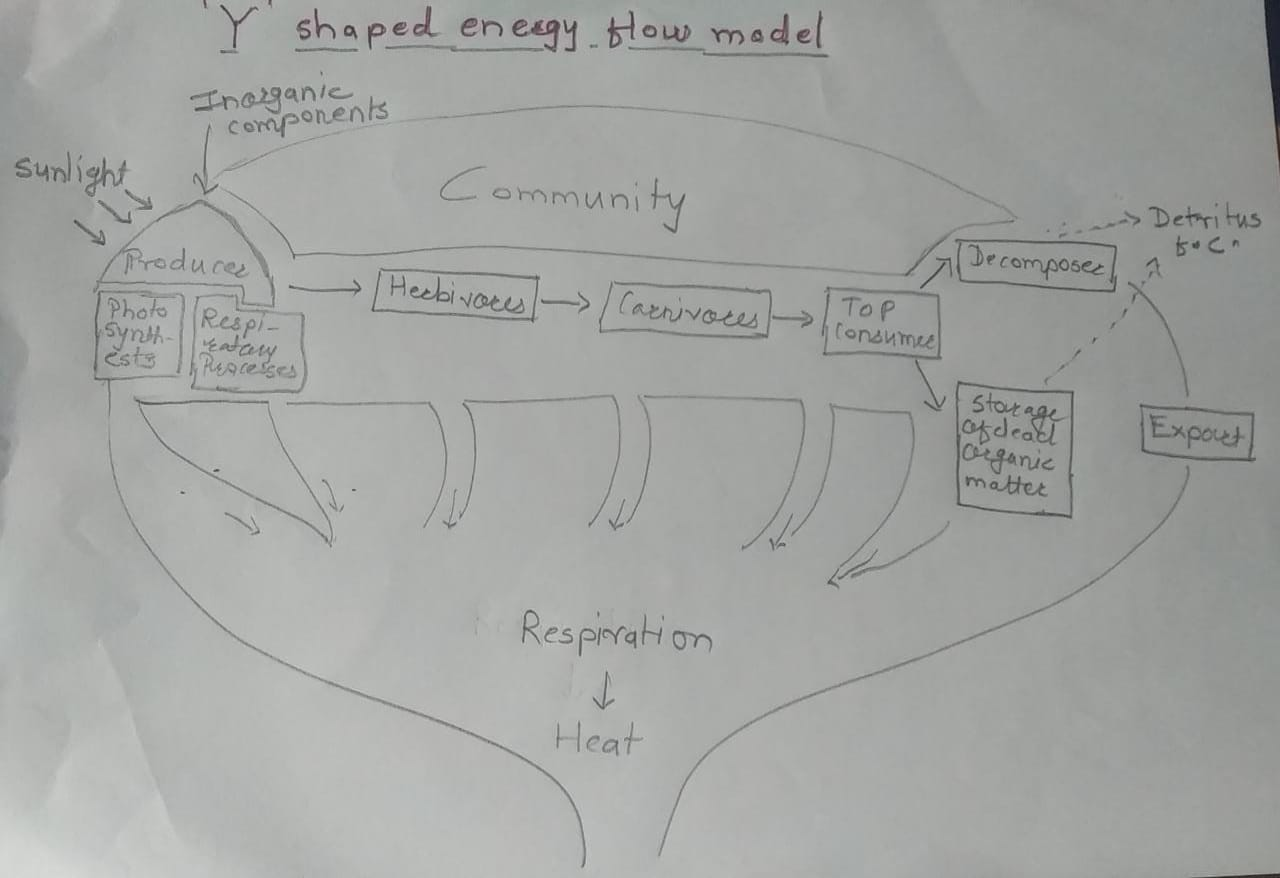 'Y' shaped energy flow model
Inorganic
components
Sunlight
Community
Detritus
f.c.
Producer
Decomposer
Herbivores
Carnivores
Top
Consumer
Photo
Synth-
esis
Respi-
ratary
Processes
Storage
of dead
organic
matter
Export
Respiration
Heat